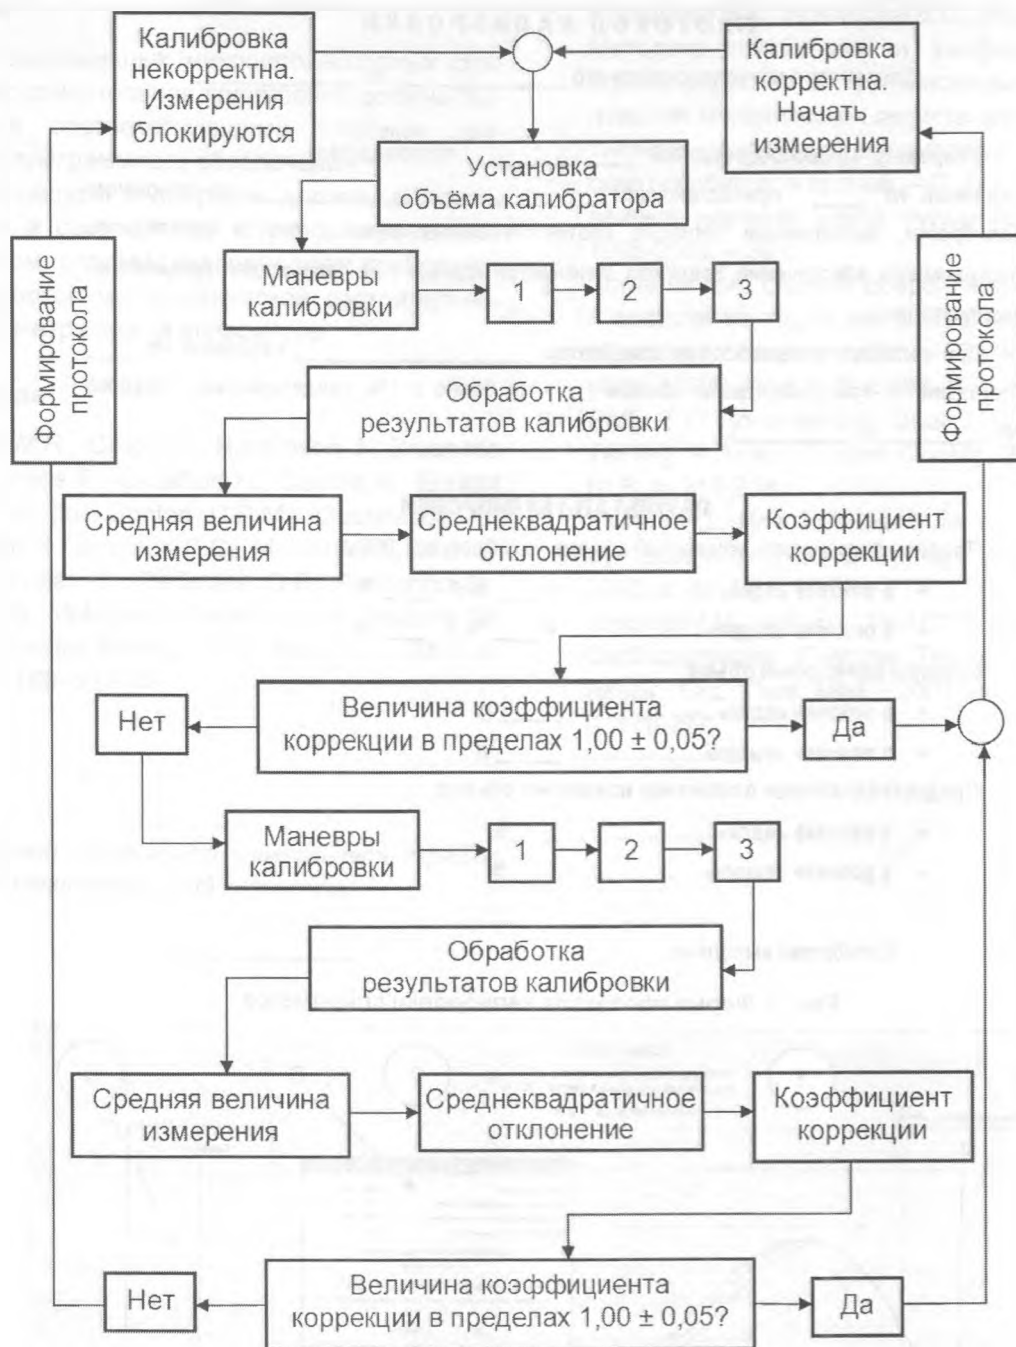 Калибровка
некорректна.
Измерения
блокируются
Калибровка
корректна.
Начать
измерения
Установка
объёма калибратора
Формирование
протокола
Маневры
калибровки
1
2
3
Формирование
протокола
Обработка
результатов калибровки
Средняя величина
измерения
Среднеквадратичное
отклонение
Коэффициент
коррекции
Нет
Величина коэффициента
коррекции в пределах 1,00 ± 0,05?
Да
Маневры
калибровки
1
2
3
Обработка
результатов калибровки
Средняя величина
измерения
Среднеквадратичное
отклонение
Коэффициент
коррекции
Нет
Величина коэффициента
коррекции в пределах 1,00 ± 0,05?
Да